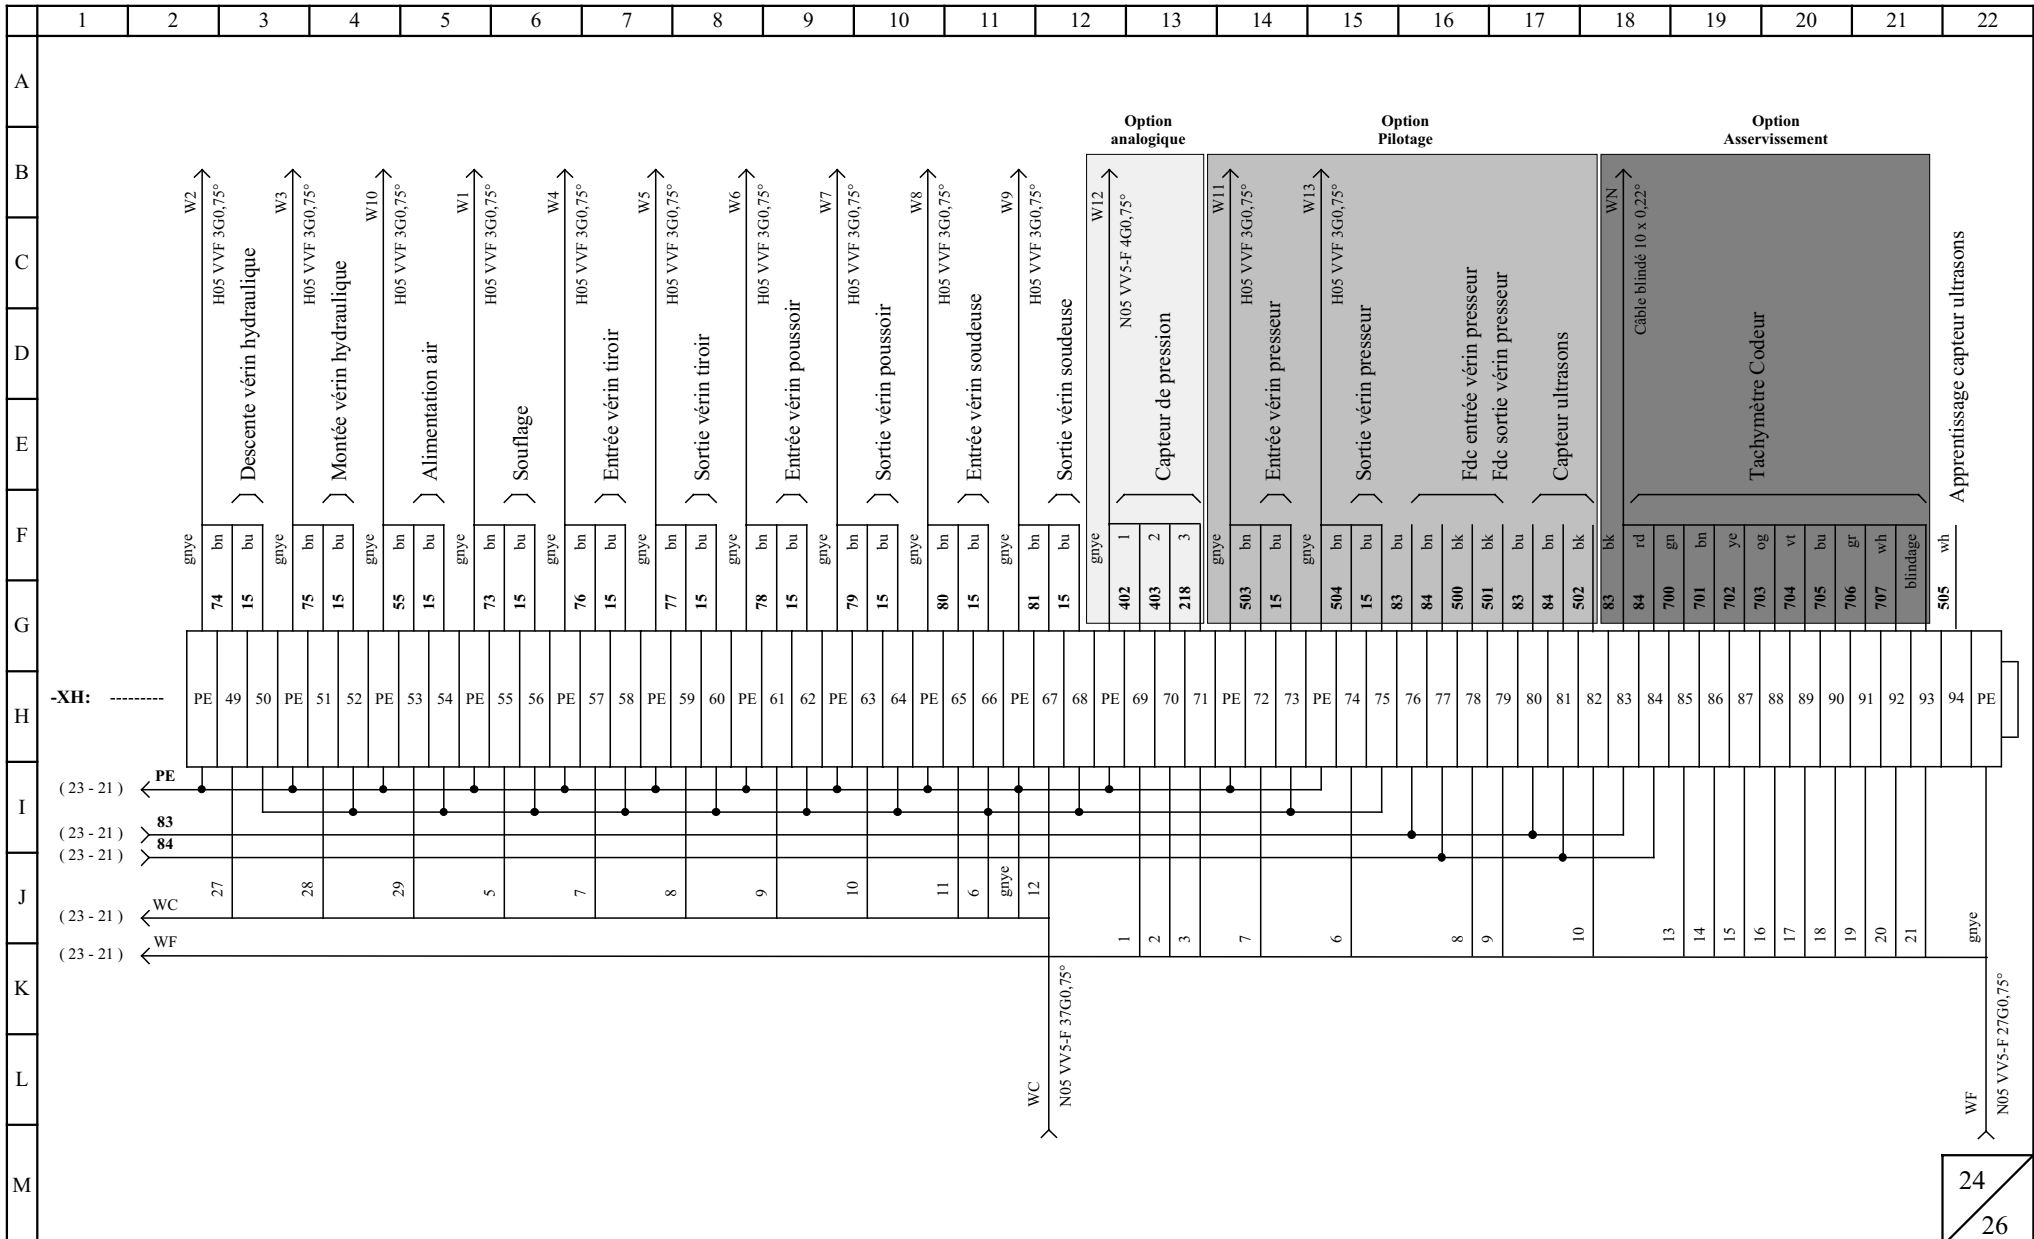 1 2 3 4 5 6 7 8 9 10 11 12 13 14 15 16 17 18 19 20 21 22
A
B
C
D
E
F
G
H
I
J
K
L
M
Option
analogique
Option
Pilotage
Option
Asservissement
W2
H05 VVF 3G0,75°
Descente vérin hydraulique
W3
H05 VVF 3G0,75°
Montée vérin hydraulique
W10
H05 VVF 3G0,75°
Alimentation air
W1
H05 VVF 3G0,75°
Souflage
W4
H05 VVF 3G0,75°
Entrée vérin tiroir
W5
H05 VVF 3G0,75°
Sortie vérin tiroir
W6
H05 VVF 3G0,75°
Entrée vérin poussoir
W7
H05 VVF 3G0,75°
Sortie vérin poussoir
W8
H05 VVF 3G0,75°
Entrée vérin soudeuse
W9
H05 VVF 3G0,75°
Sortie vérin soudeuse
W12
N05 VV5-F 4G0,75°
Capteur de pression
W11
H05 VVF 3G0,75°
Entrée vérin presseur
W13
H05 VVF 3G0,75°
Sortie vérin presseur
Fdc entrée vérin presseur
Fdc sortie vérin presseur
Capteur ultrasons
WN
Câble blindé 10 x 0,22°
Tachymètre Codeur
Apprentissage capteur ultrasons
gnye bn bu gnye bn bu gnye bn bu gnye bn bu gnye bn bu gnye bn bu gnye bn bu gnye bn bu gnye bn bu gnye bn bu gnye 1 2 3 gnye bn bu gnye bn bu bu bn bk bk bu bn bk bk rd gn bn ye og vt bu gr wh blindage wh
74 15 75 15 55 15 73 15 76 15 77 15 78 15 79 15 80 15 81 15 402 403 218 503 15 504 15 83 84 500 501 83 84 502 83 84 700 701 702 703 704 705 706 707 505
-XH: ---------
PE 49 50 PE 51 52 PE 53 54 PE 55 56 PE 57 58 PE 59 60 PE 61 62 PE 63 64 PE 65 66 PE 67 68 PE 69 70 71 PE 72 73 PE 74 75 76 77 78 79 80 81 82 83 84 85 86 87 88 89 90 91 92 93 94 PE
( 23 - 21 ) PE
( 23 - 21 ) 83
( 23 - 21 ) 84
27 28 29 5 7 8 9 10 11 6 gnye 12
( 23 - 21 ) WC
1 2 3 7 6 8 9 10 13 14 15 16 17 18 19 20 21 gnye
( 23 - 21 ) WF
WC
N05 VV5-F 37G0,75°
WF
N05 VV5-F 27G0,75°
24
26